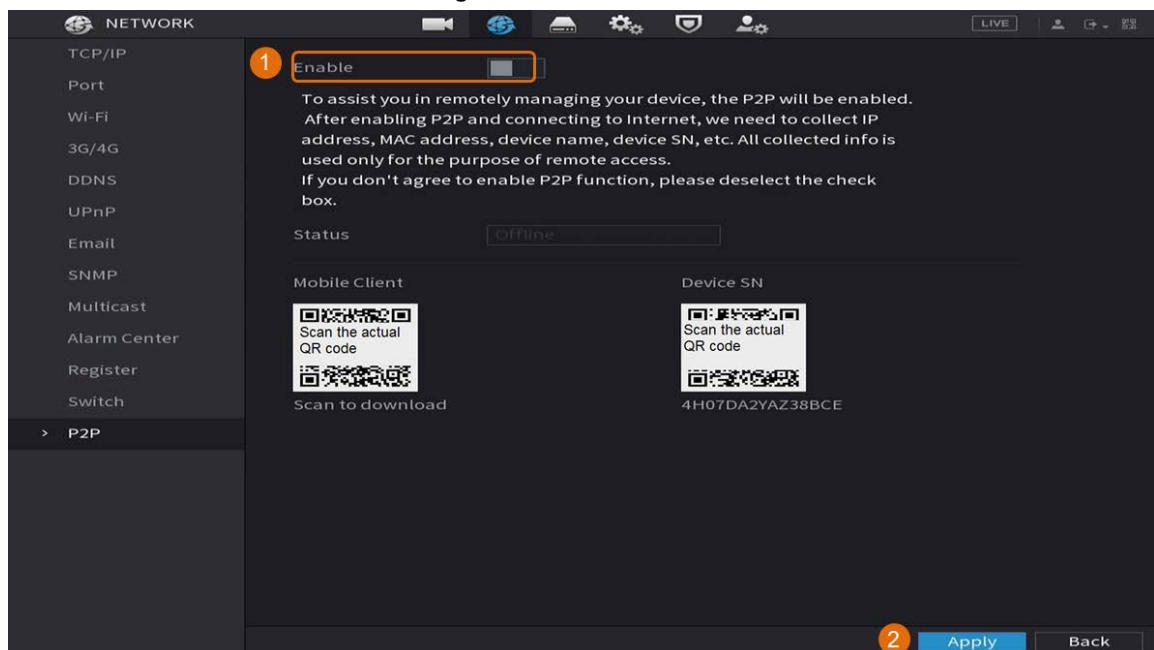 NETWORK
LIVE
TCP/IP
Port
Wi-Fi
3G/4G
DDNS
UPnP
Email
SNMP
Multicast
Alarm Center
Register
Switch
> P2P
1
Enable
To assist you in remotely managing your device, the P2P will be enabled.
After enabling P2P and connecting to Internet, we need to collect IP
address, MAC address, device name, device SN, etc. All collected info is
used only for the purpose of remote access.
If you don't agree to enable P2P function, please deselect the check
box.
Status Offline
Mobile Client
Scan the actual
QR code
Scan to download
Device SN
Scan the actual
QR code
4H07DA2YAZ38BCE
2
Apply
Back